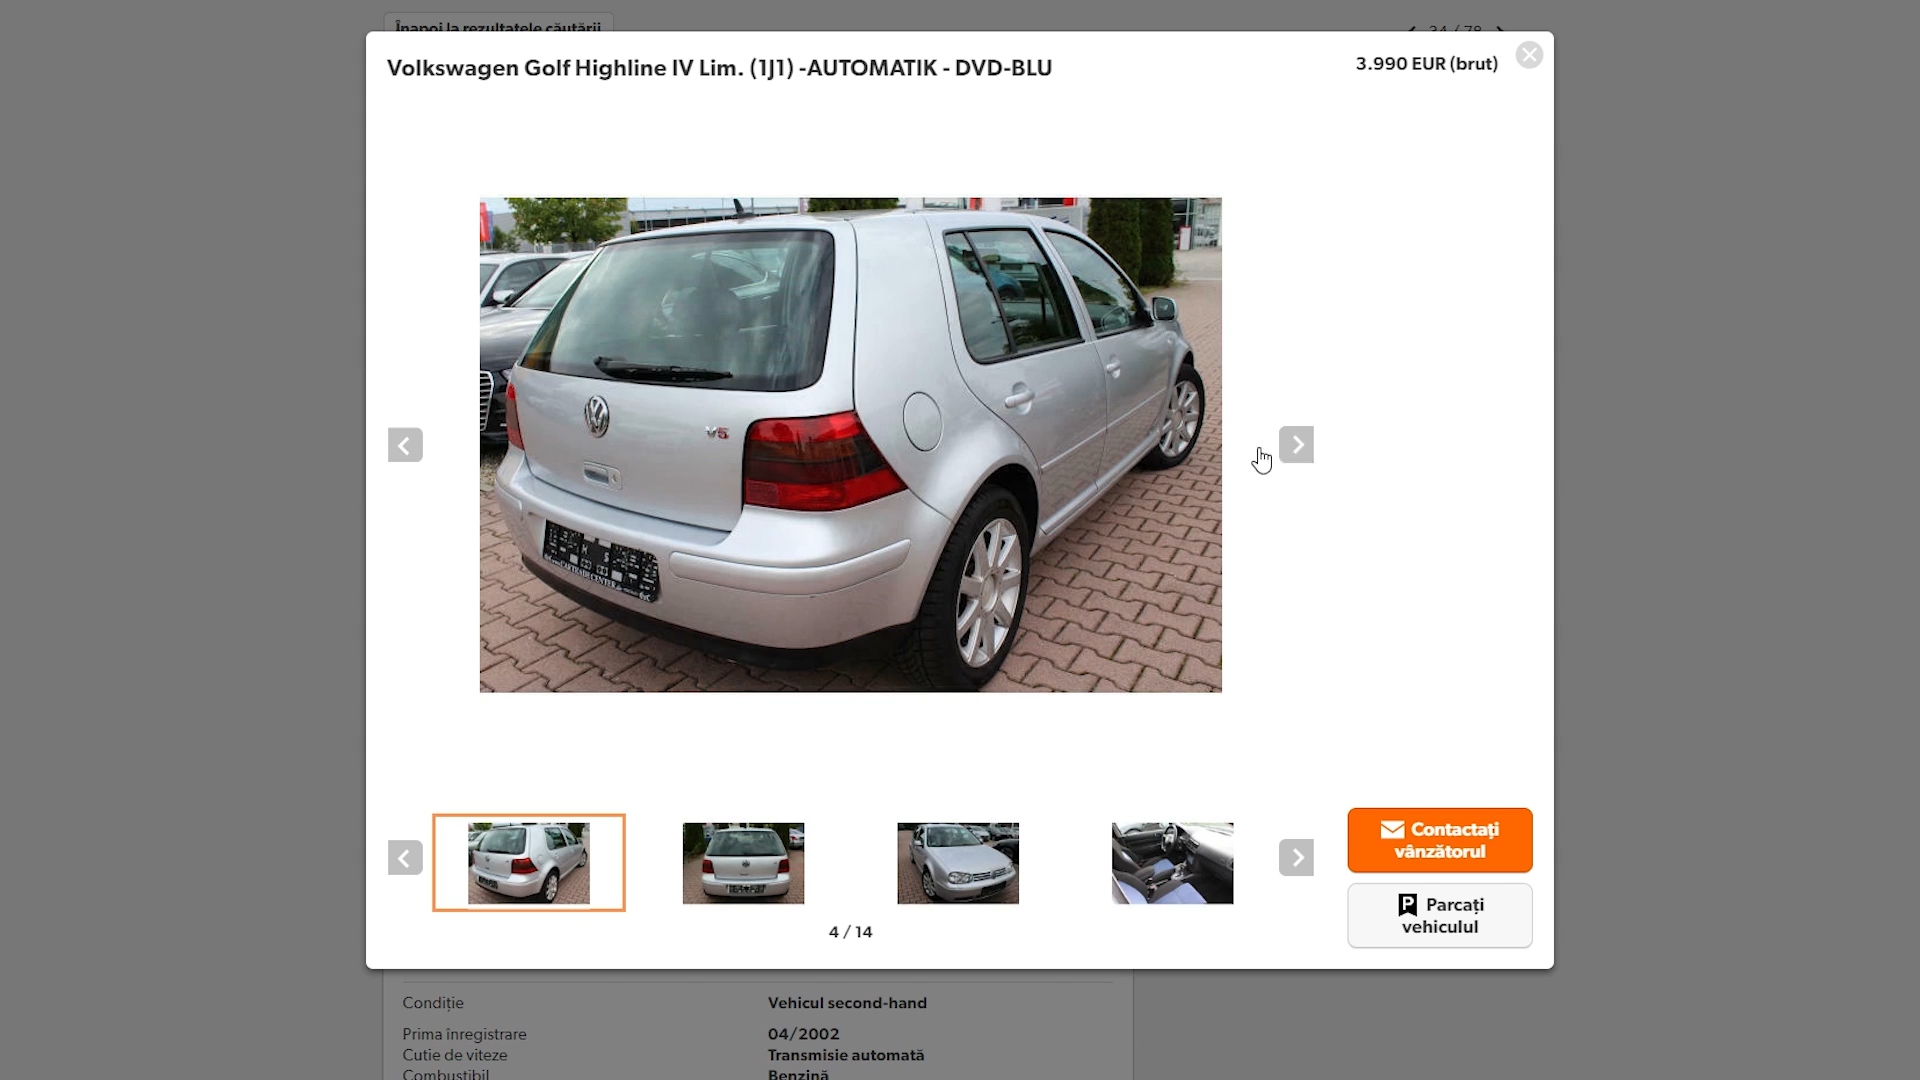 Înapoi la rezultatele căutării
34 / 78
Volkswagen Golf Highline IV Lim. (1J1) -AUTOMATIK - DVD-BLU
3.990 EUR (brut)
V5
Contactați
vânzătorul
P Parcați
vehiculul
4 / 14
Condiție Vehicul second-hand
Prima înregistrare 04/2002
Cutie de viteze Transmisie automată
Combustibil Benzină